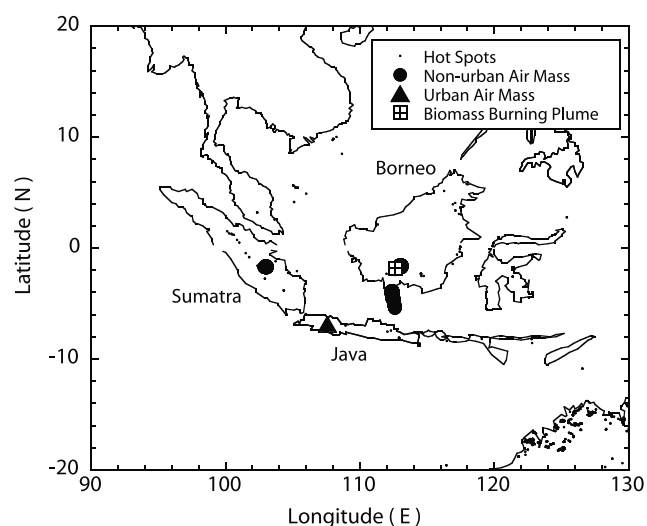 20
10
0
-10
-20
90
100
110
120
130
Latitude ( N )
Longitude ( E )
Hot Spots
Non-urban Air Mass
Urban Air Mass
Biomass Burning Plume
Borneo
Sumatra
Java